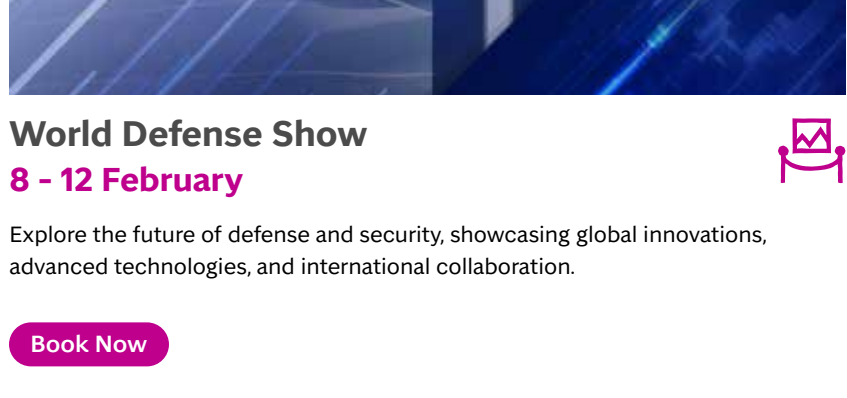 World Defense Show
8 - 12 February
Explore the future of defense and security, showcasing global innovations,
advanced technologies, and international collaboration.
Book Now